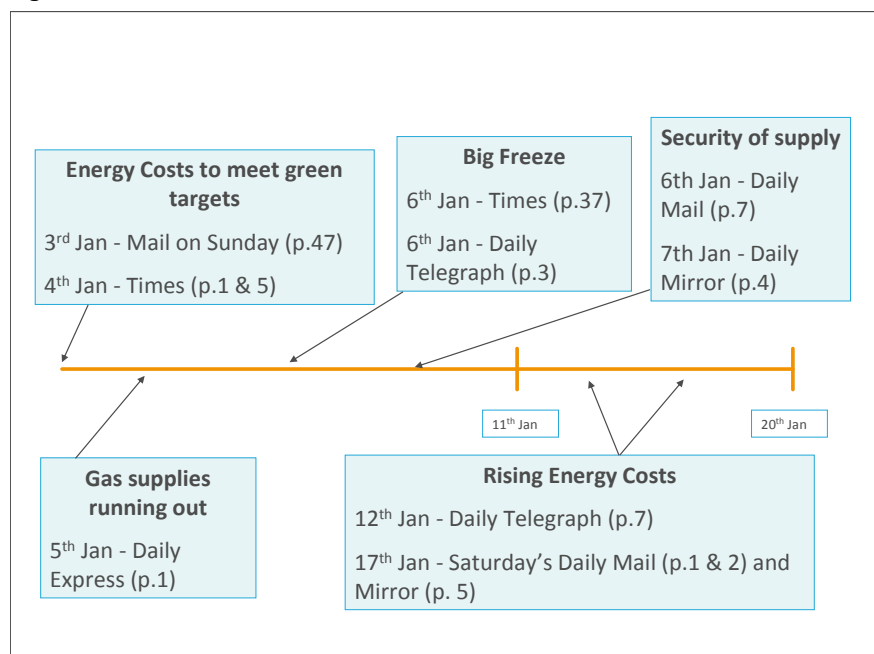 Energy Costs to meet green
targets
3rd Jan - Mail on Sunday (p.47)
4th Jan - Times (p.1 & 5)
Big Freeze
6th Jan - Times (p.37)
6th Jan - Daily
Telegraph (p.3)
Security of supply
6th Jan - Daily
Mail (p.7)
7th Jan - Daily
Mirror (p.4)
11th Jan
20th Jan
Gas supplies
running out
5th Jan - Daily
Express (p.1)
Rising Energy Costs
12th Jan - Daily Telegraph (p.7)
17th Jan - Saturday’s Daily Mail (p.1 & 2) and
Mirror (p. 5)